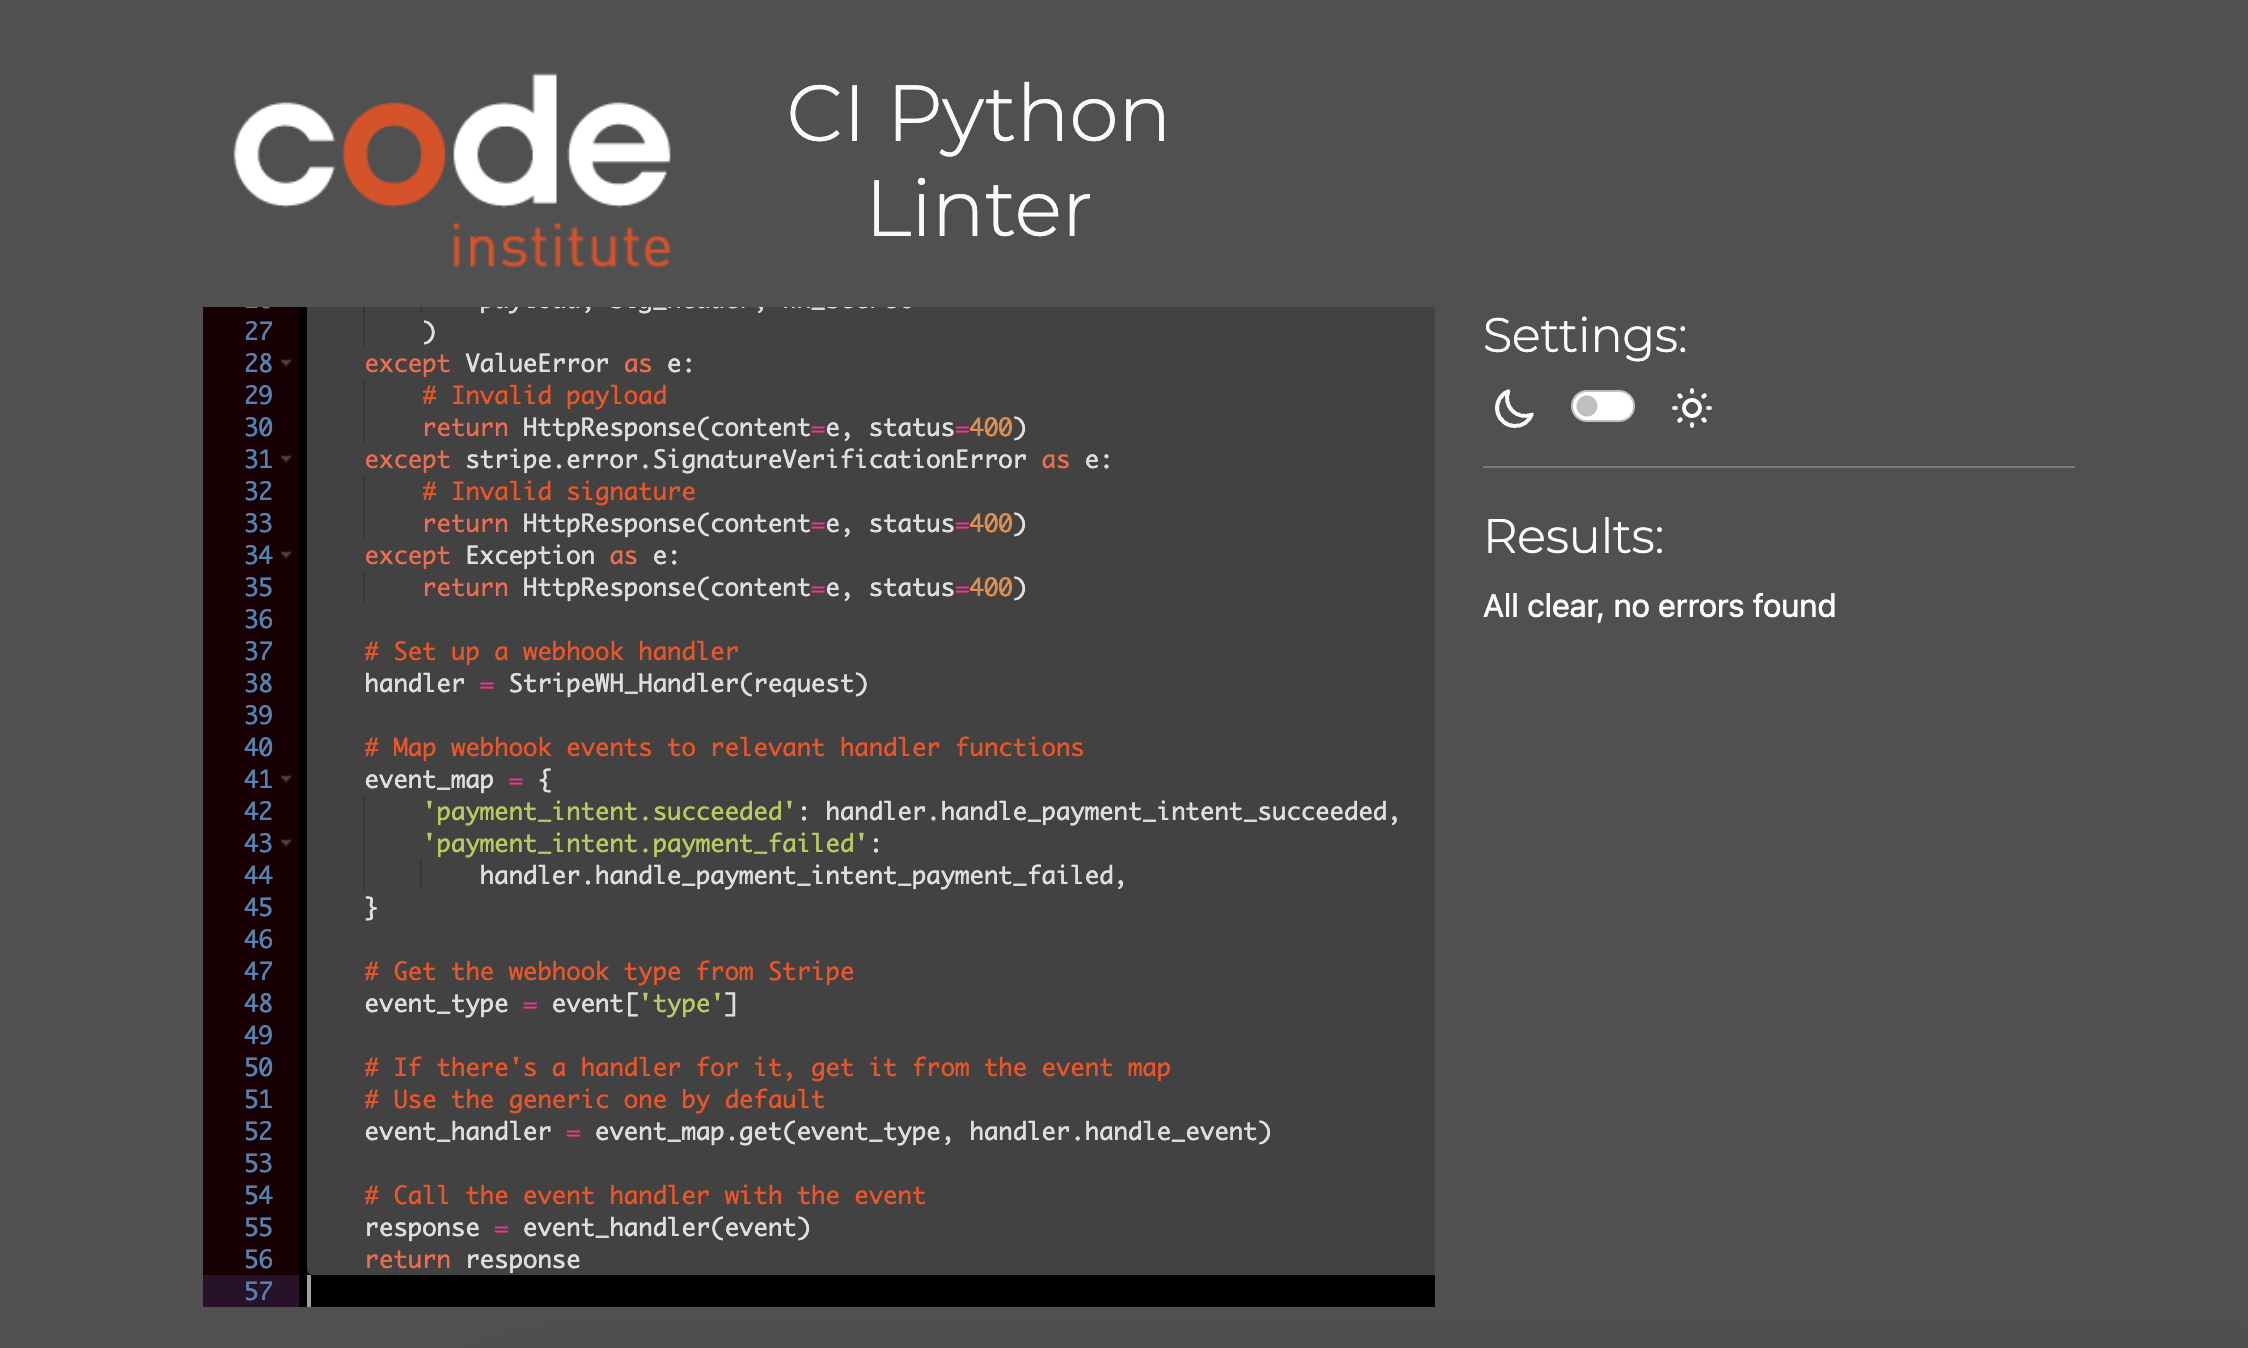 code
institute
CI Python
Linter
27 )
28 except ValueError as e:
29 # Invalid payload
30 return HttpResponse(content=e, status=400)
31 except stripe.error.SignatureVerificationError as e:
32 # Invalid signature
33 return HttpResponse(content=e, status=400)
34 except Exception as e:
35 return HttpResponse(content=e, status=400)
36
37 # Set up a webhook handler
38 handler = StripeWH_Handler(request)
39
40 # Map webhook events to relevant handler functions
41 event_map = {
42 'payment_intent.succeeded': handler.handle_payment_intent_succeeded,
43 'payment_intent.payment_failed':
44 handler.handle_payment_intent_payment_failed,
45 }
46
47 # Get the webhook type from Stripe
48 event_type = event['type']
49
50 # If there's a handler for it, get it from the event map
51 # Use the generic one by default
52 event_handler = event_map.get(event_type, handler.handle_event)
53
54 # Call the event handler with the event
55 response = event_handler(event)
56 return response
57
Settings:
Results:
All clear, no errors found